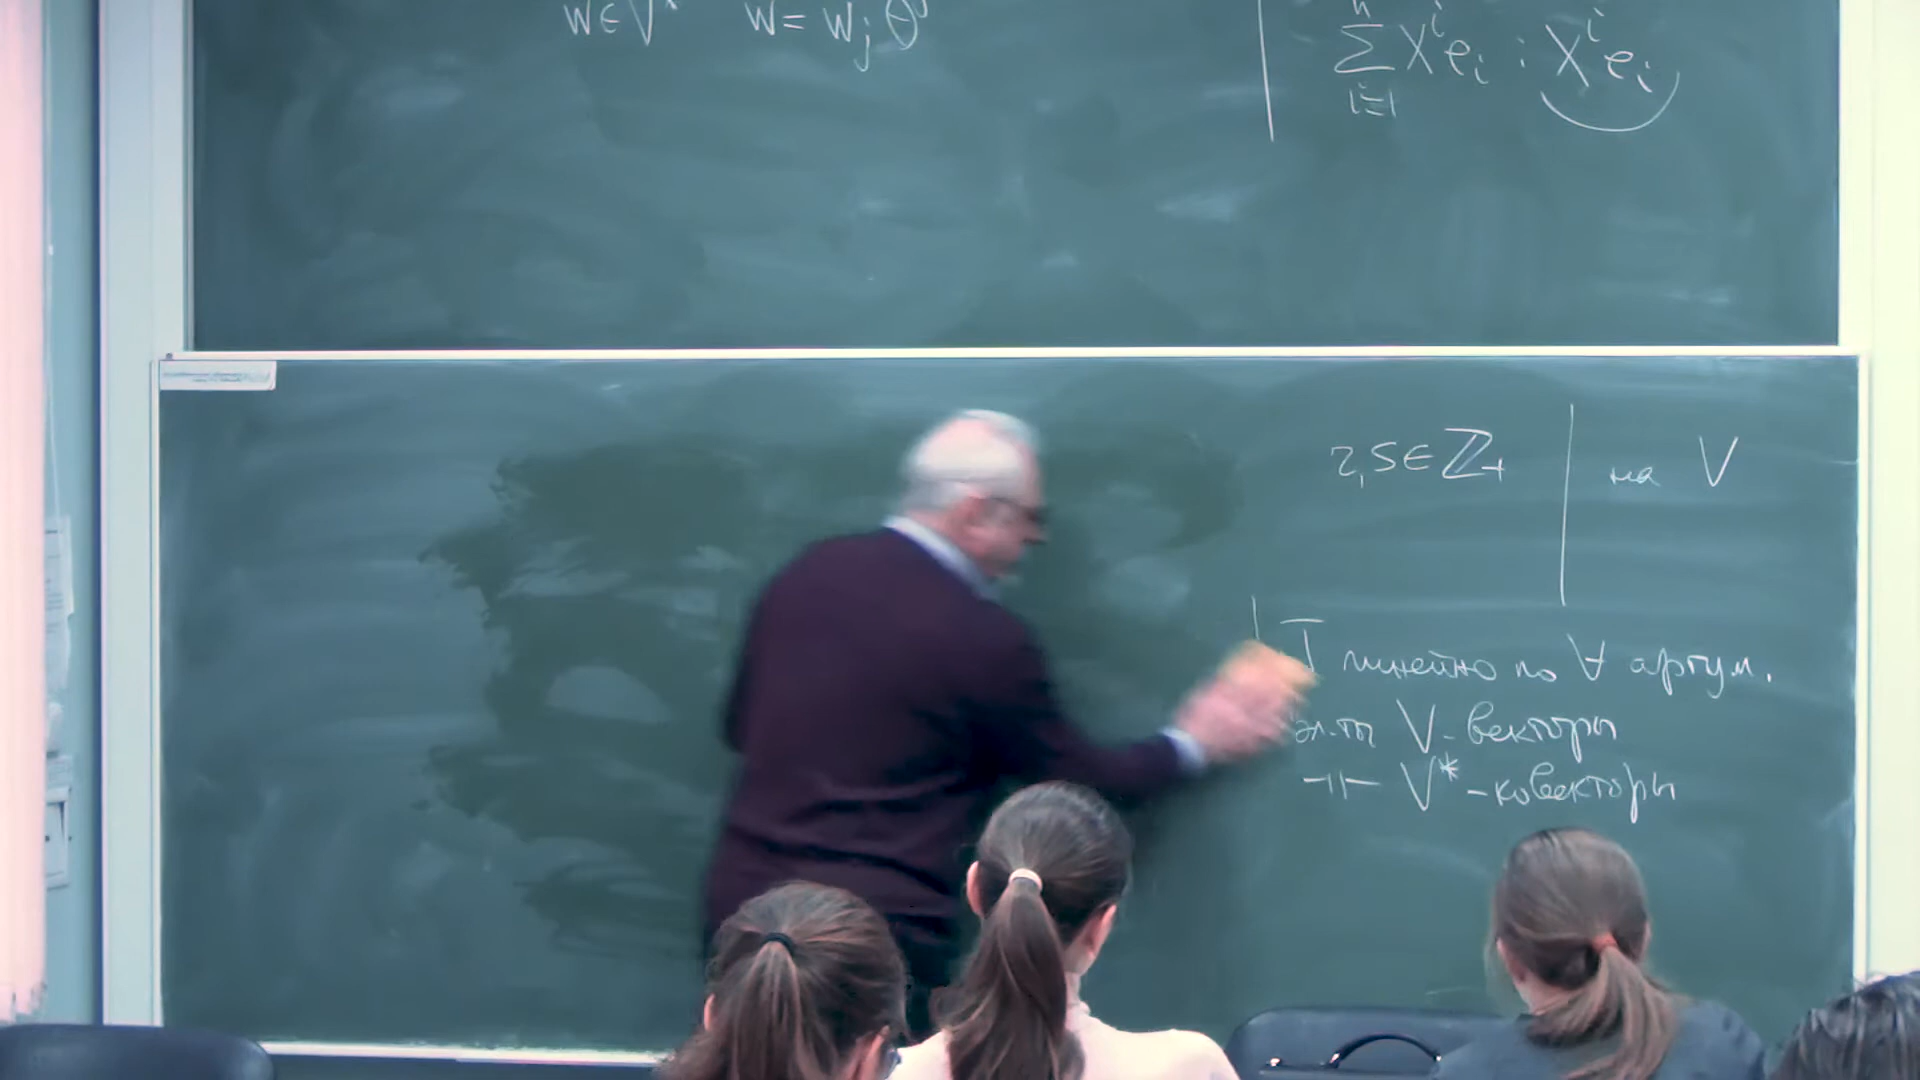 w ∈ V* w = w_j θ^j
n
∑ x^i e_i : x^i e_i
i=1
r, s ∈ ℤ₊ | на V
T линейно по ∀ аргум.
эл-ты V - векторы
-||- V* - ковекторы